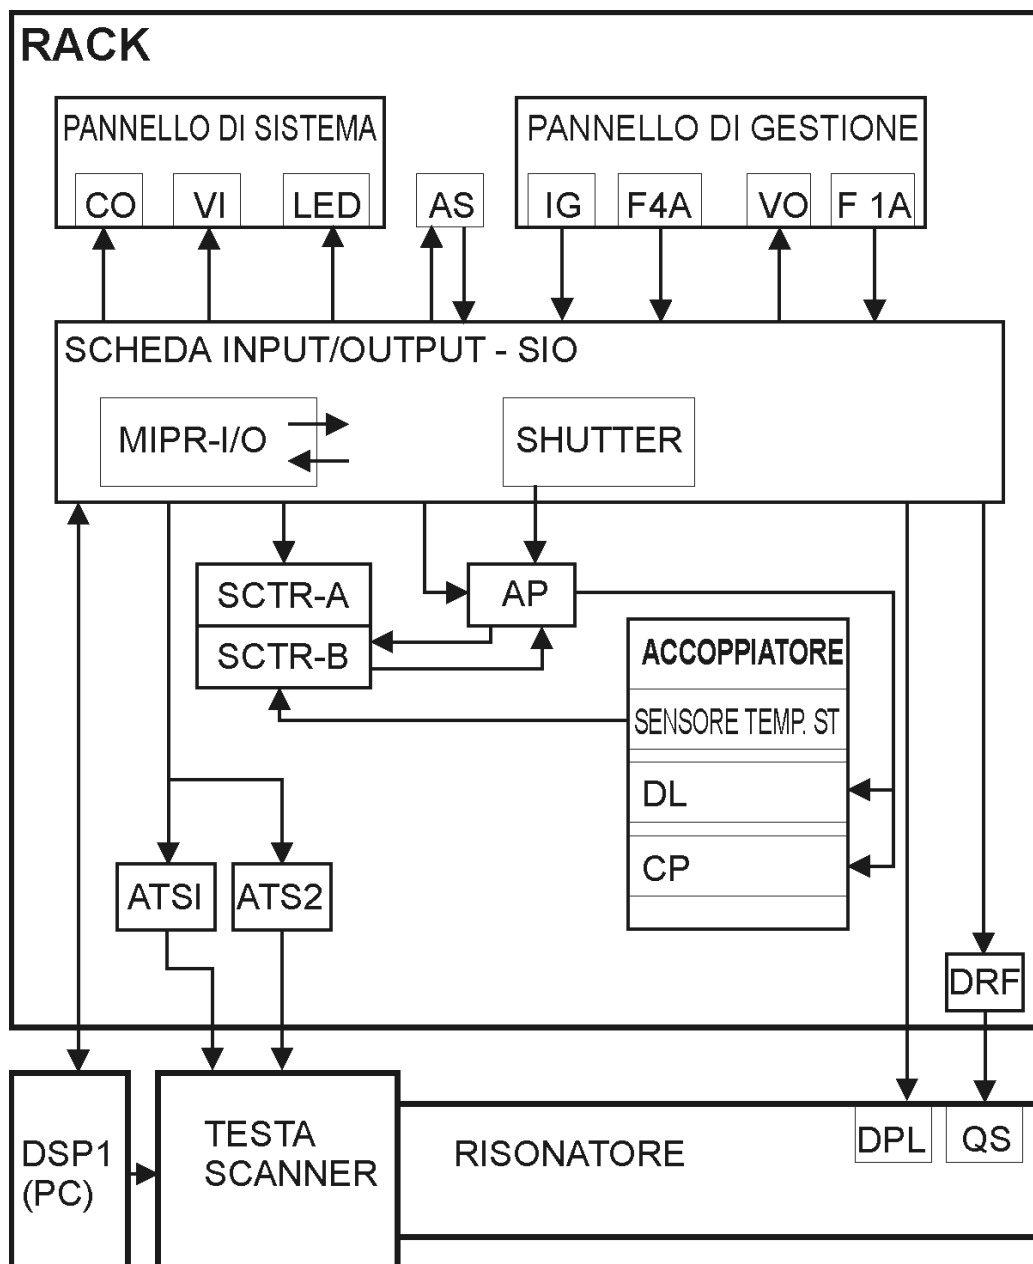 RACK
PANNELLO DI SISTEMA
CO
VI
LED
AS
PANNELLO DI GESTIONE
IG
F4A
VO
F 1A
SCHEDA INPUT/OUTPUT - SIO
MIPR-I/O
SHUTTER
SCTR-A
SCTR-B
AP
ACCOPPIATORE
SENSORE TEMP. ST
DL
CP
ATSI
ATS2
DRF
DSP1
(PC)
TESTA
SCANNER
RISONATORE
DPL
QS